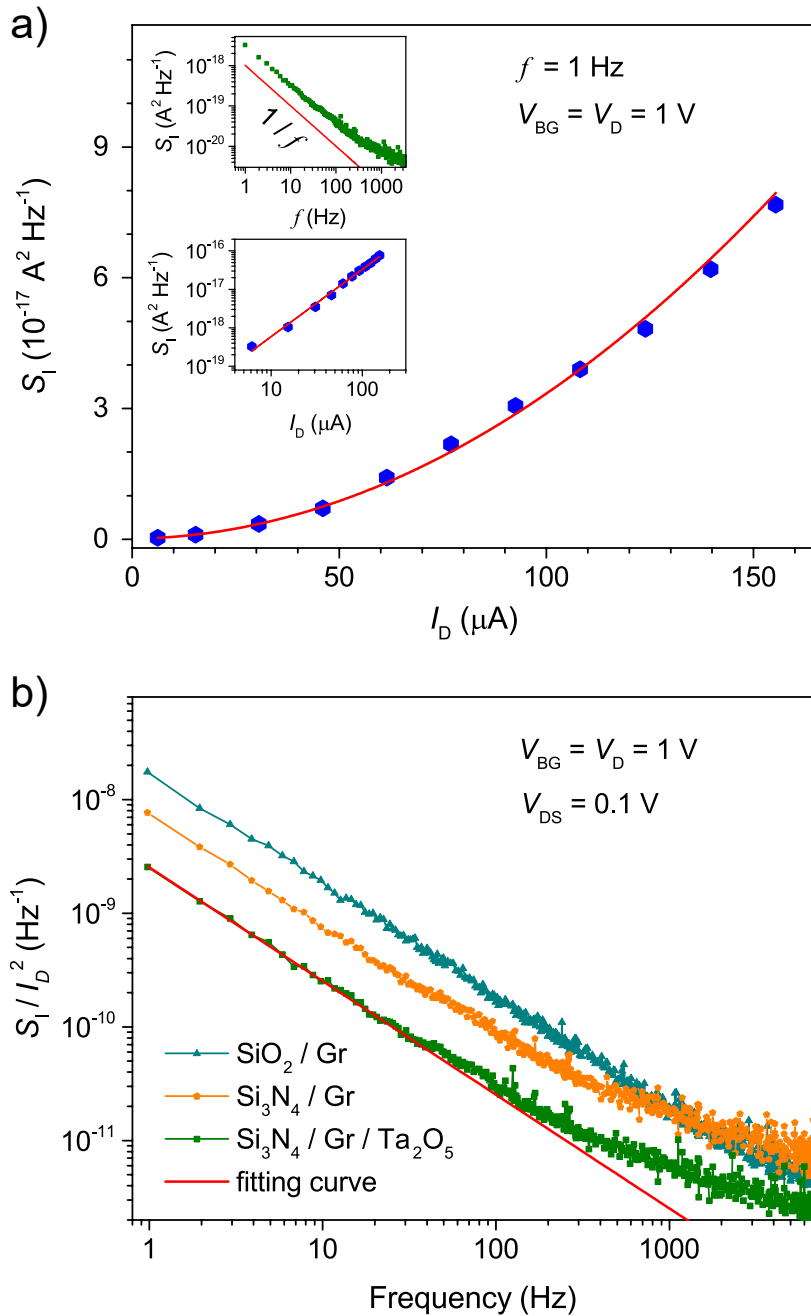 a)
f = 1 Hz
V_BG = V_D = 1 V
S_I (10^-17 A^2 Hz^-1)
9
6
3
0
0
50
100
150
I_D (μA)
S_I (A^2 Hz^-1)
10^-18
10^-19
10^-20
1 / f
1
10
100
1000
f (Hz)
S_I (A^2 Hz^-1)
10^-16
10^-17
10^-18
10^-19
10
100
I_D (μA)
b)
V_BG = V_D = 1 V
V_DS = 0.1 V
S_I / I_D^2 (Hz^-1)
10^-8
10^-9
10^-10
10^-11
SiO_2 / Gr
Si_3N_4 / Gr
Si_3N_4 / Gr / Ta_2O_5
fitting curve
1
10
100
1000
Frequency (Hz)